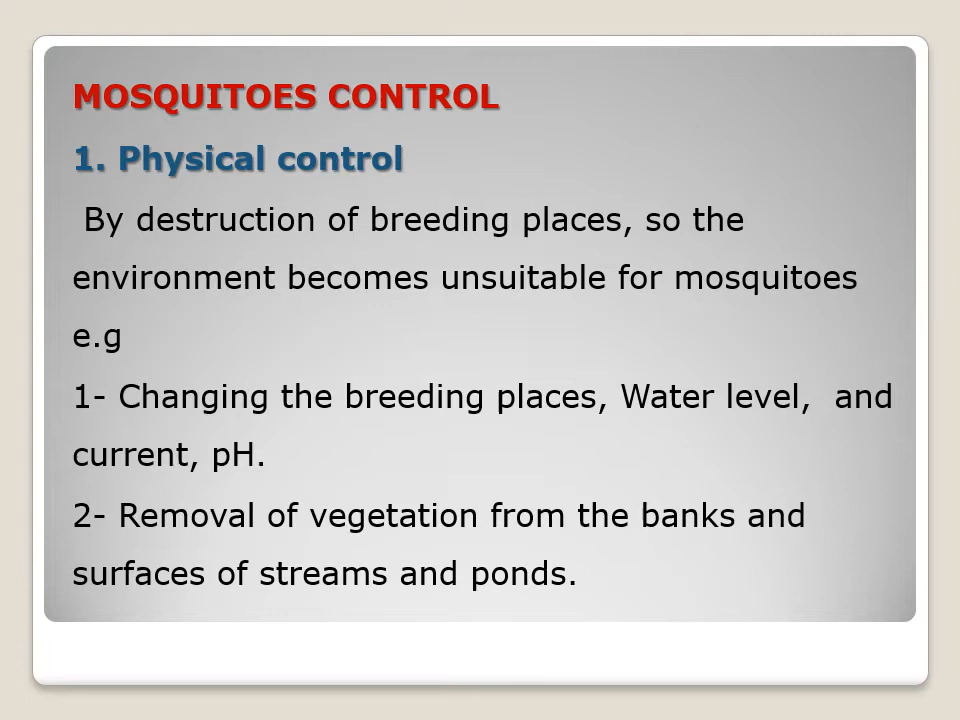 MOSQUITOES CONTROL
1. Physical control
By destruction of breeding places, so the
environment becomes unsuitable for mosquitoes
e.g
1- Changing the breeding places, Water level,  and
current, pH.
2- Removal of vegetation from the banks and
surfaces of streams and ponds.